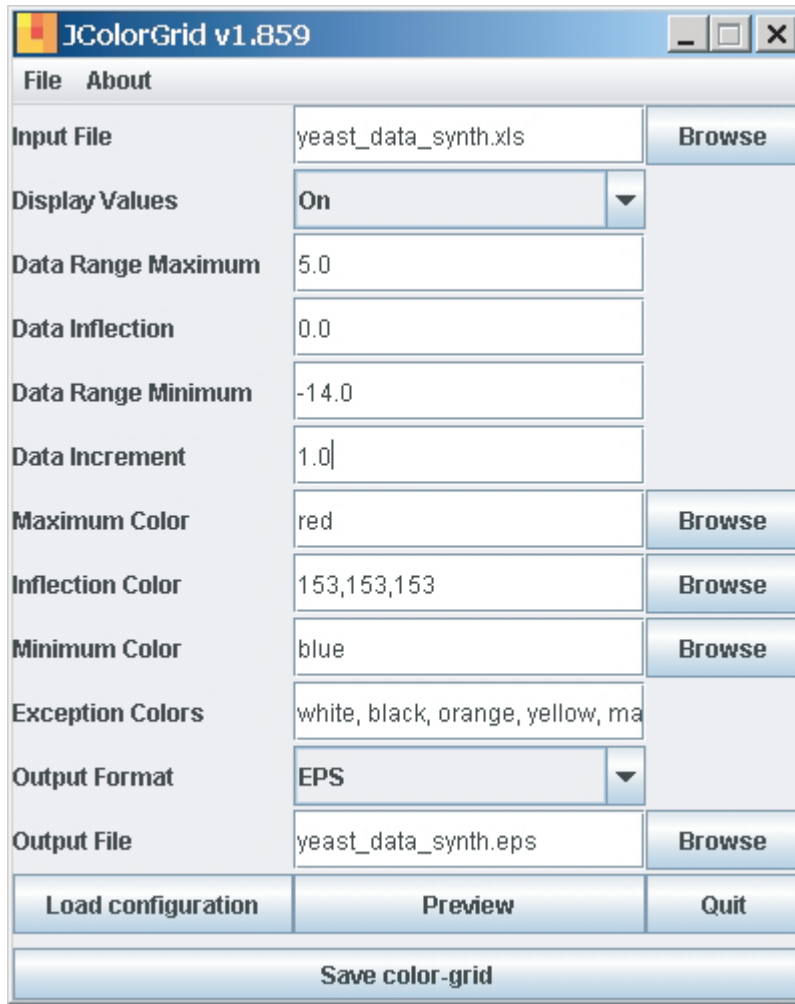 JColorGrid v1.859
File About
Input File yeast_data_synth.xls Browse
Display Values On
Data Range Maximum 5.0
Data Inflection 0.0
Data Range Minimum -14.0
Data Increment 1.0
Maximum Color red Browse
Inflection Color 153,153,153 Browse
Minimum Color blue Browse
Exception Colors white, black, orange, yellow, ma
Output Format EPS
Output File yeast_data_synth.eps Browse
Load configuration Preview Quit
Save color-grid